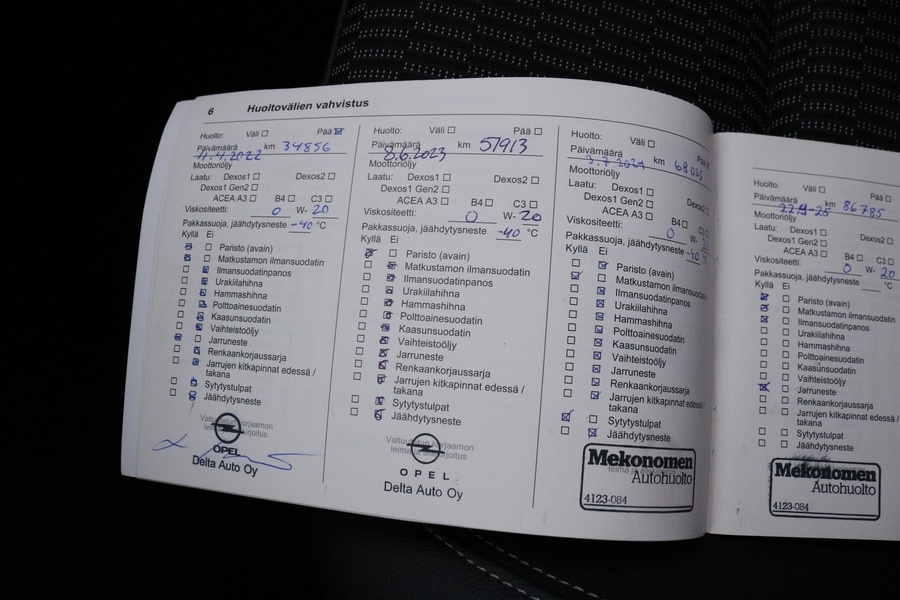 6
Huoltovälien vahvistus
Huolto: Väli ☐ Pää ☒
Päivämäärä 11.4.2022 km 34856
Moottoriöljy
Laatu: Dexos1 ☐ Dexos2 ☐
Dexos1 Gen2 ☐
ACEA A3 ☐ B4 ☐ C3 ☐
Viskositeetti: 0 W- 20
Pakkassuoja, jäähdytysneste -40 °C
Kyllä Ei
Paristo (avain)
Matkustamon ilmansuodatin
Ilmansuodatinpanos
Urakiilahihna
Hammashihna
Polttoainesuodatin
Kaasunsuodatin
Vaihteistoöljy
Jarruneste
Renkaankorjaussarja
Jarrujen kitkapinnat edessä /
takana
Sytytystulpat
Jäähdytysneste
OPEL
Delta Auto Oy
Huolto: Väli ☐ Pää ☐
Päivämäärä 8.6.2023 km 57913
Moottoriöljy
Laatu: Dexos1 ☐ Dexos2 ☐
Dexos1 Gen2 ☐
ACEA A3 ☐ B4 ☐ C3 ☐
Viskositeetti: 0 W- 20
Pakkassuoja, jäähdytysneste -40 °C
Kyllä Ei
Paristo (avain)
Matkustamon ilmansuodatin
Ilmansuodatinpanos
Urakiilahihna
Hammashihna
Polttoainesuodatin
Kaasunsuodatin
Vaihteistoöljy
Jarruneste
Renkaankorjaussarja
Jarrujen kitkapinnat edessä /
takana
Sytytystulpat
Jäähdytysneste
OPEL
Delta Auto Oy
Huolto: Väli ☐ Pää
Päivämäärä km
Moottoriöljy
Laatu: Dexos1 ☐ Dexos2
Dexos1 Gen2 ☐
ACEA A3 ☐ B4 ☐
Viskositeetti: 0 W-
Pakkassuoja, jäähdytysneste -40 °C
Kyllä Ei
Paristo (avain)
Matkustamon ilmansuodatin
Ilmansuodatinpanos
Urakiilahihna
Hammashihna
Polttoainesuodatin
Kaasunsuodatin
Vaihteistoöljy
Jarruneste
Renkaankorjaussarja
Jarrujen kitkapinnat edessä /
takana
Sytytystulpat
Jäähdytysneste
Mekonomen
Autohuolto
4123-084
Huolto: Väli ☐ Pää ☐
Päivämäärä 22.9-25 km 86785
Moottoriöljy
Laatu: Dexos1 ☐ Dexos2 ☐
Dexos1 Gen2 ☐
ACEA A3 ☐ B4 ☐ C3 ☐
Viskositeetti: 0 W- 20
Pakkassuoja, jäähdytysneste °C
Kyllä Ei
Paristo (avain)
Matkustamon ilmansuodatin
Ilmansuodatinpanos
Urakiilahihna
Hammashihna
Polttoainesuodatin
Kaasunsuodatin
Vaihteistoöljy
Jarruneste
Renkaankorjaussarja
Jarrujen kitkapinnat edessä /
takana
Sytytystulpat
Jäähdytysneste
Mekonomen
Autohuolto
4123-084